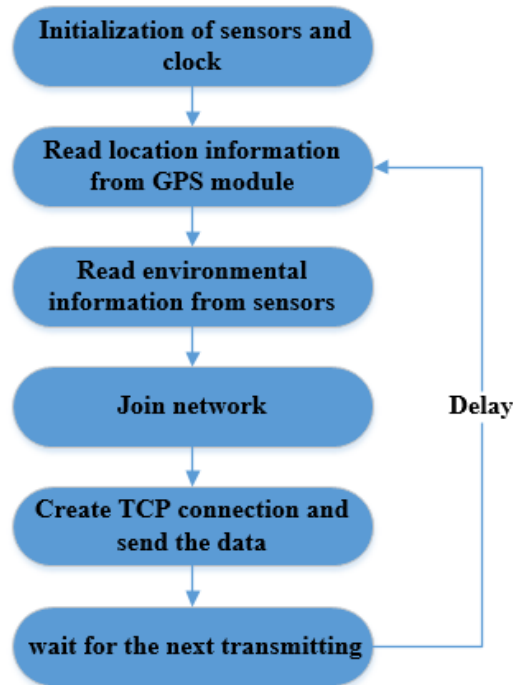 Initialization of sensors and
clock
Read location information
from GPS module
Read environmental
information from sensors
Join network
Delay
Create TCP connection and
send the data
wait for the next transmitting